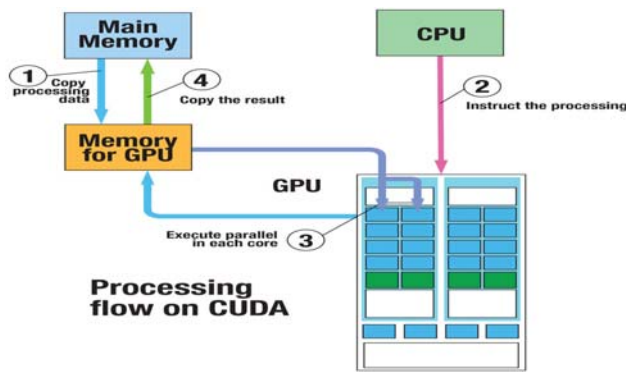 Main
Memory
CPU
1
Copy
processing
data
4
Copy the result
2
Instruct the processing
Memory
for GPU
GPU
Execute parallel
in each core
3
Processing
flow on CUDA